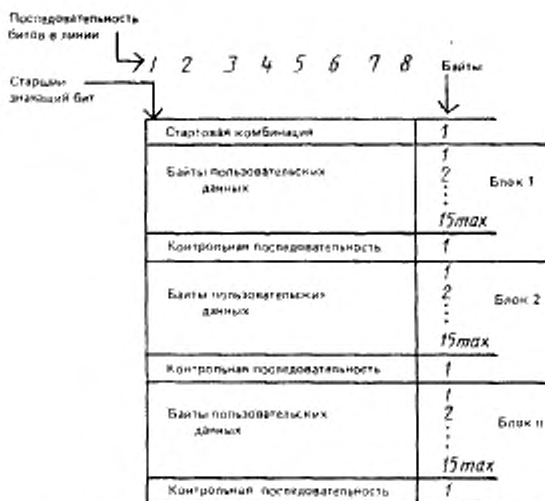 Последовательность
битов в линии
1 2 3 4 5 6 7 8 Байты
Старший
значащий бит
Стартовая комбинация 1
1
Байты пользовательских 2
данных Блок 1
15max
Контрольная последовательность 1
1
Байты пользовательских 2
данных Блок 2
15max
Контрольная последовательность 1
1
Байты пользовательских 2
данных Блок n
15max
Контрольная последовательность 1